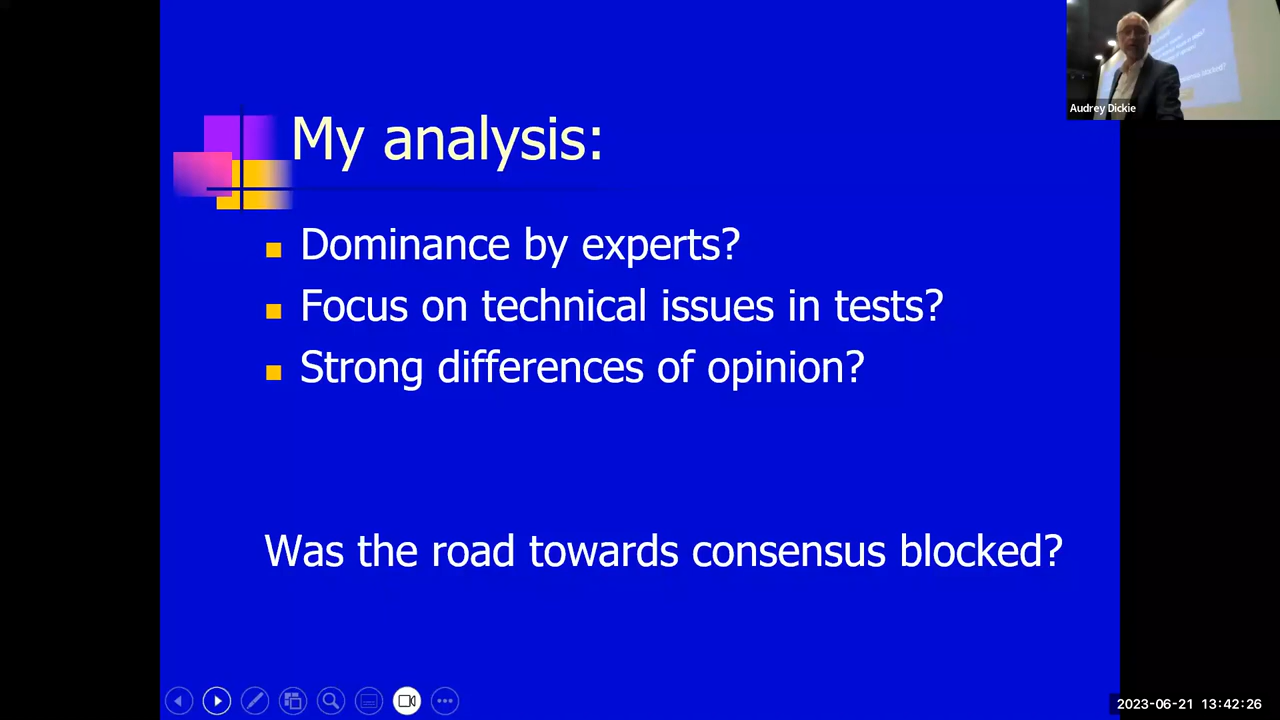 My analysis:
Dominance by experts?
Focus on technical issues in tests?
Strong differences of opinion?
Was the road towards consensus blocked?
Audrey Dickie
2023-06-21 13:42:26